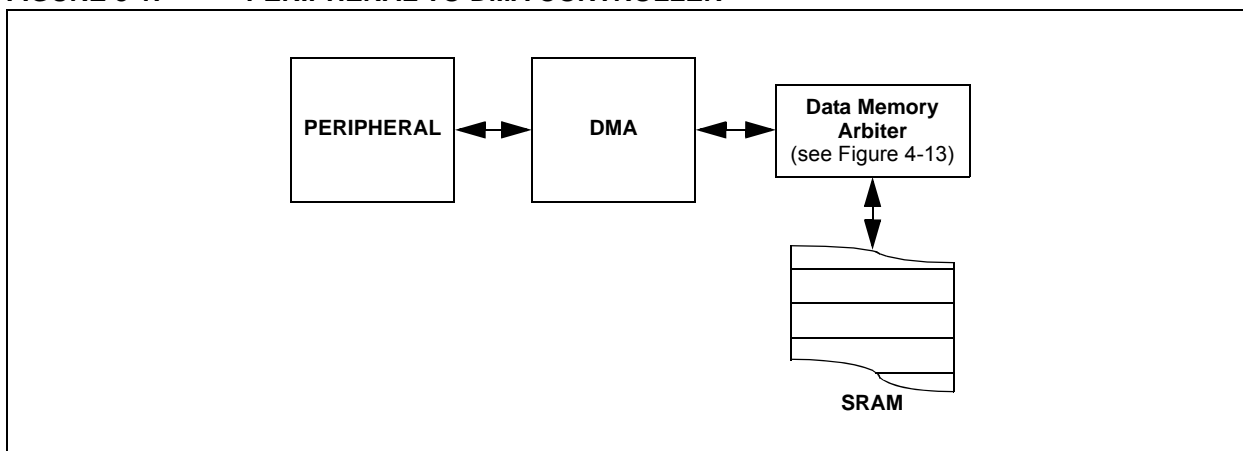 PERIPHERAL
DMA
Data Memory
Arbiter
(see Figure 4-13)
SRAM